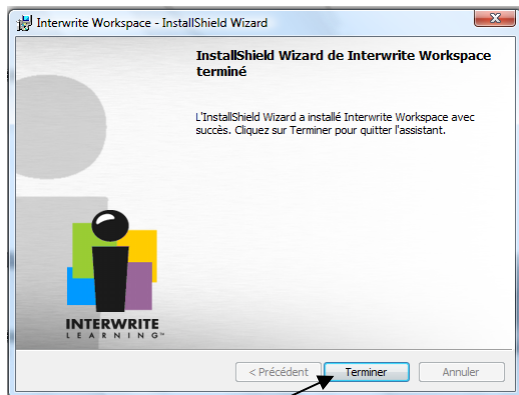 Interwrite Workspace - InstallShield Wizard
InstallShield Wizard de Interwrite Workspace
terminé
L'InstallShield Wizard a installé Interwrite Workspace avec
succès. Cliquez sur Terminer pour quitter l'assistant.
INTERWRITE
LEARNING™
< Précédent Terminer Annuler